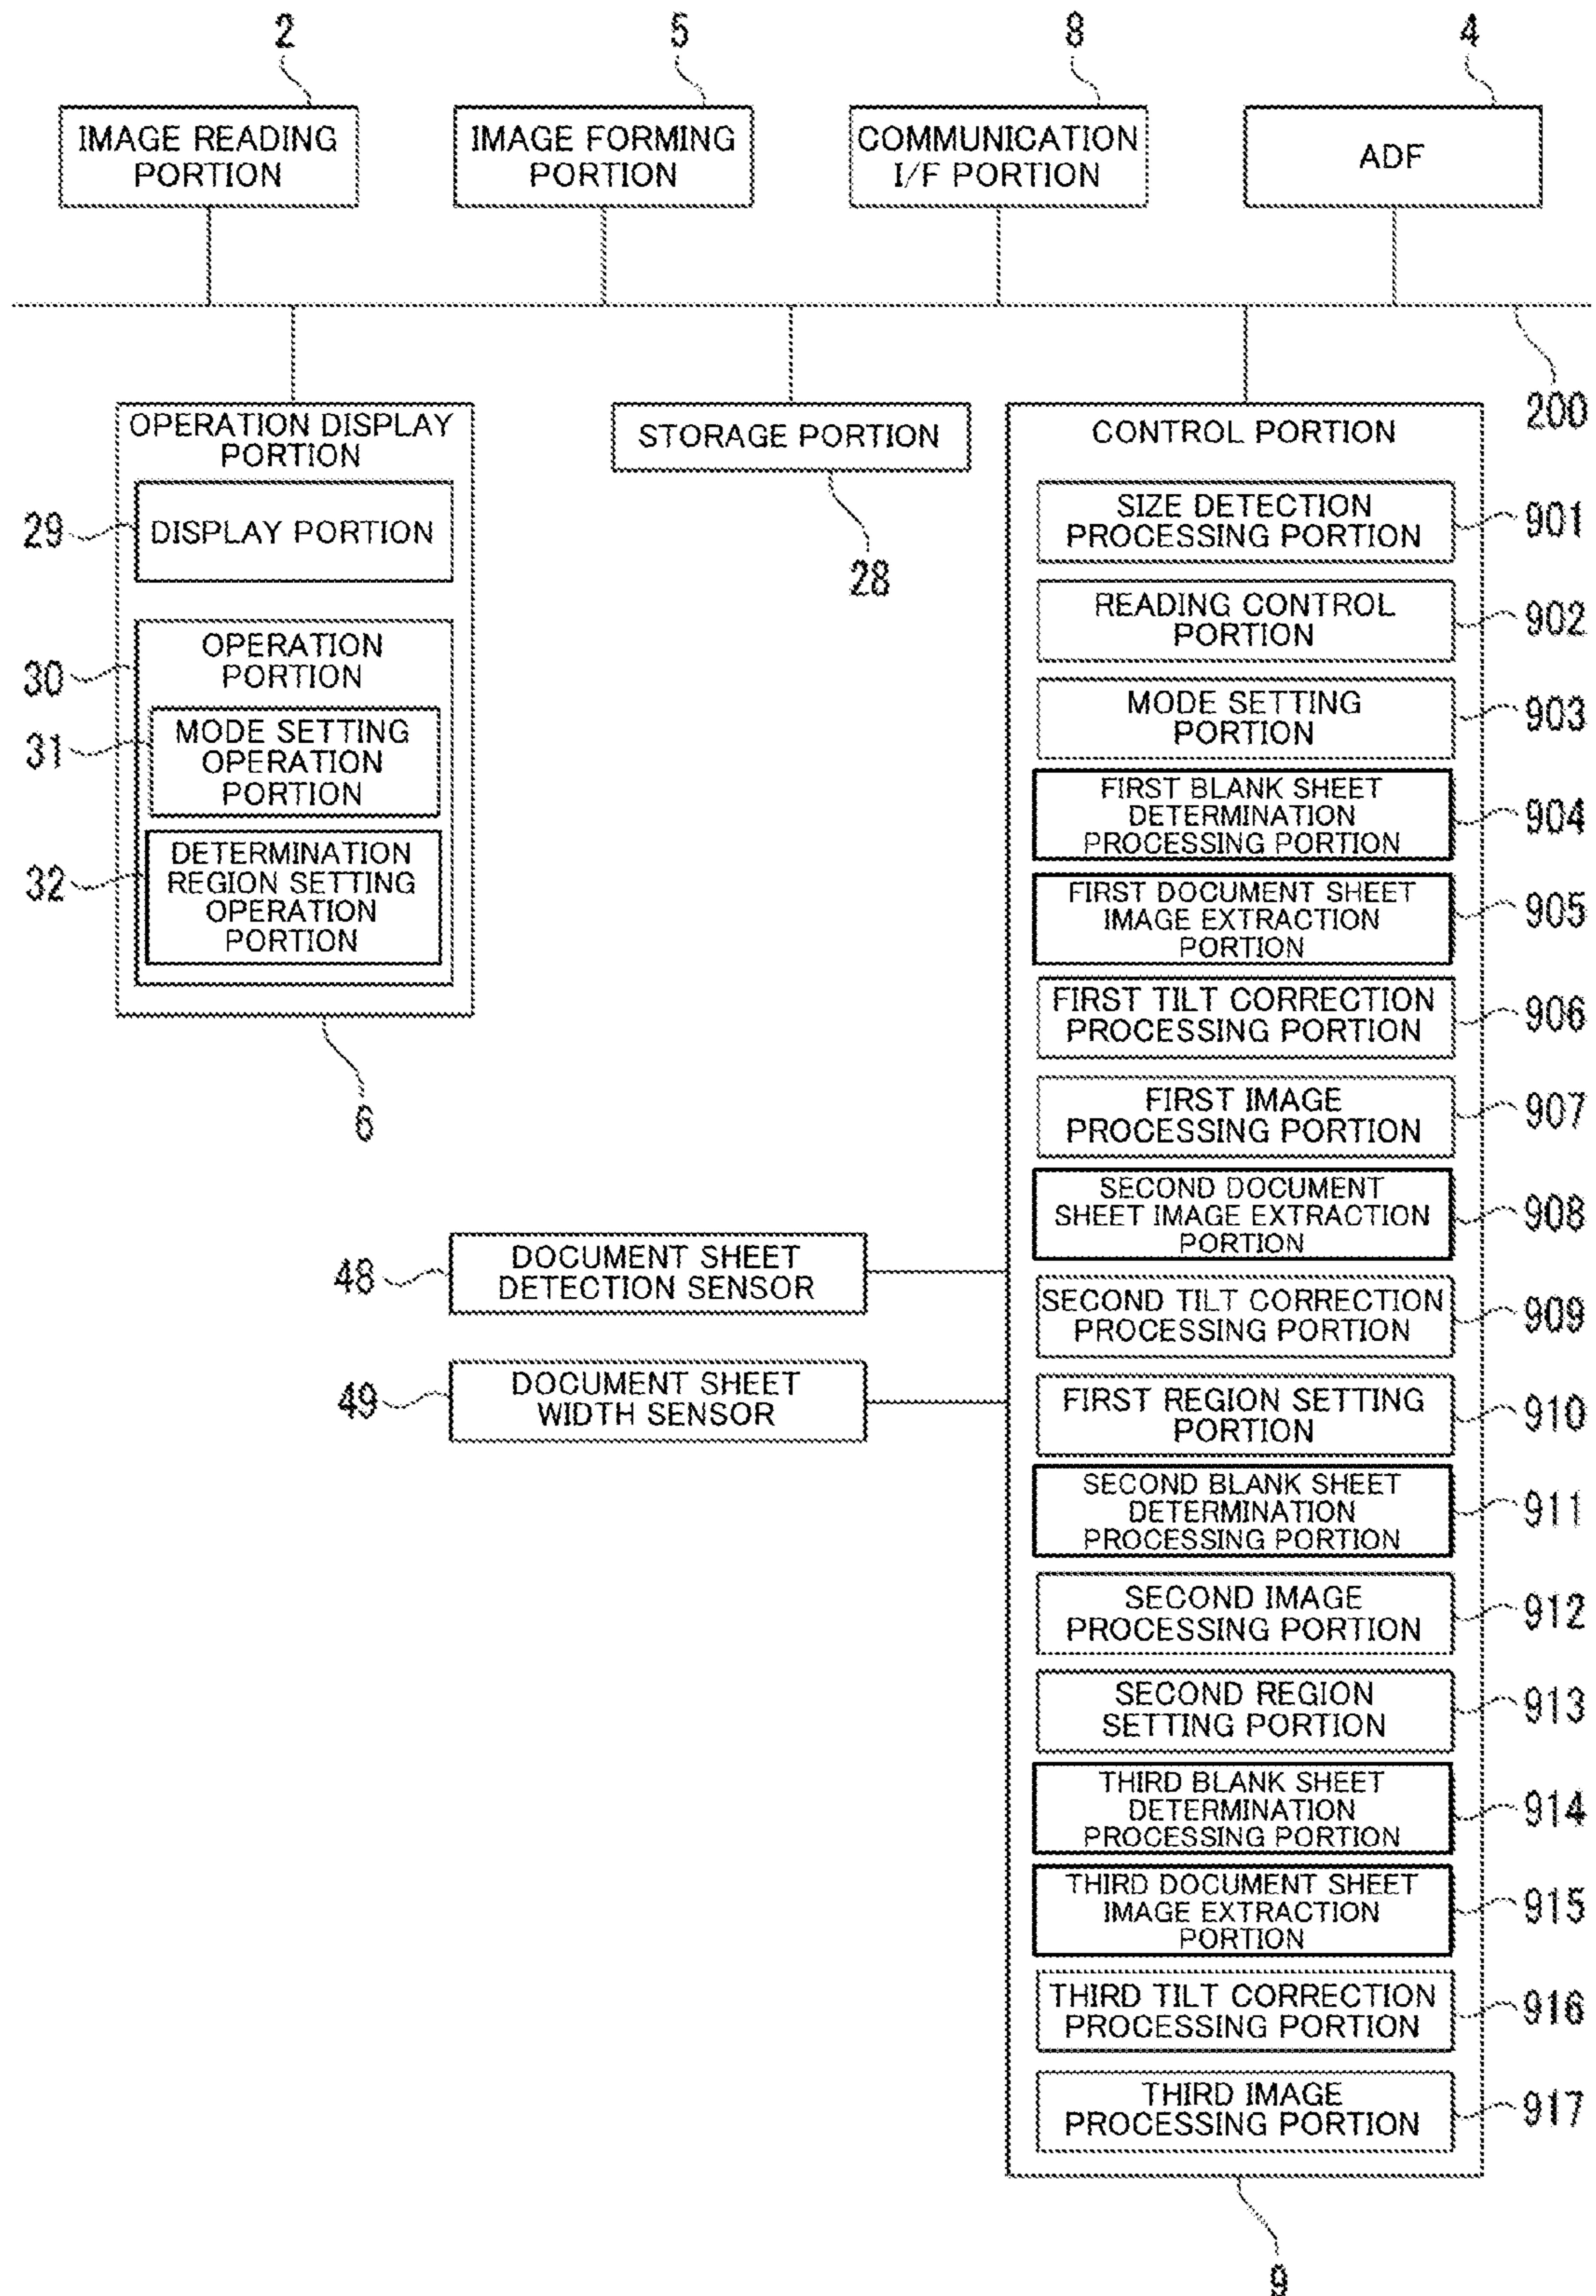 2
5
8
4
IMAGE READING
PORTION
IMAGE FORMING
PORTION
COMMUNICATION
I/F PORTION
ADF
200
OPERATION DISPLAY
PORTION
29
DISPLAY PORTION
30
OPERATION
PORTION
31
MODE SETTING
OPERATION
PORTION
32
DETERMINATION
REGION SETTING
OPERATION
PORTION
6
STORAGE PORTION
28
48
DOCUMENT SHEET
DETECTION SENSOR
49
DOCUMENT SHEET
WIDTH SENSOR
CONTROL PORTION
SIZE DETECTION
PROCESSING PORTION
901
READING CONTROL
PORTION
902
MODE SETTING
PORTION
903
FIRST BLANK SHEET
DETERMINATION
PROCESSING PORTION
904
FIRST DOCUMENT SHEET
IMAGE EXTRACTION
PORTION
905
FIRST TILT CORRECTION
PROCESSING PORTION
906
FIRST IMAGE
PROCESSING PORTION
907
SECOND DOCUMENT
SHEET IMAGE EXTRACTION
PORTION
908
SECOND TILT CORRECTION
PROCESSING PORTION
909
FIRST REGION SETTING
PORTION
910
SECOND BLANK SHEET
DETERMINATION
PROCESSING PORTION
911
SECOND IMAGE
PROCESSING PORTION
912
SECOND REGION
SETTING PORTION
913
THIRD BLANK SHEET
DETERMINATION
PROCESSING PORTION
914
THIRD DOCUMENT SHEET
IMAGE EXTRACTION
PORTION
915
THIRD TILT CORRECTION
PROCESSING PORTION
916
THIRD IMAGE
PROCESSING PORTION
917
9